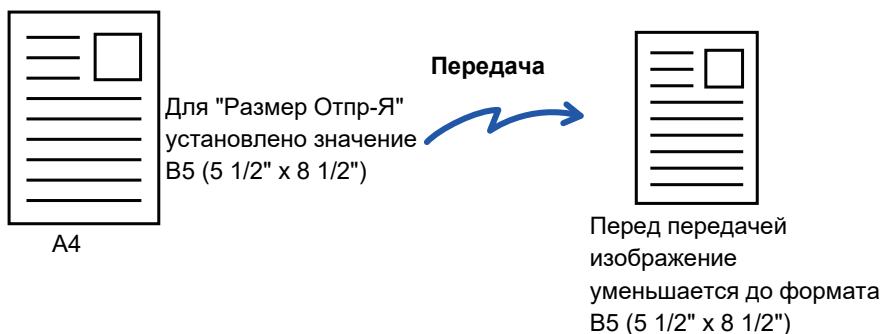 Передача
Для "Размер Отпр-Я"
установлено значение
B5 (5 1/2" x 8 1/2")
A4
Перед передачей
изображение
уменьшается до формата
B5 (5 1/2" x 8 1/2")